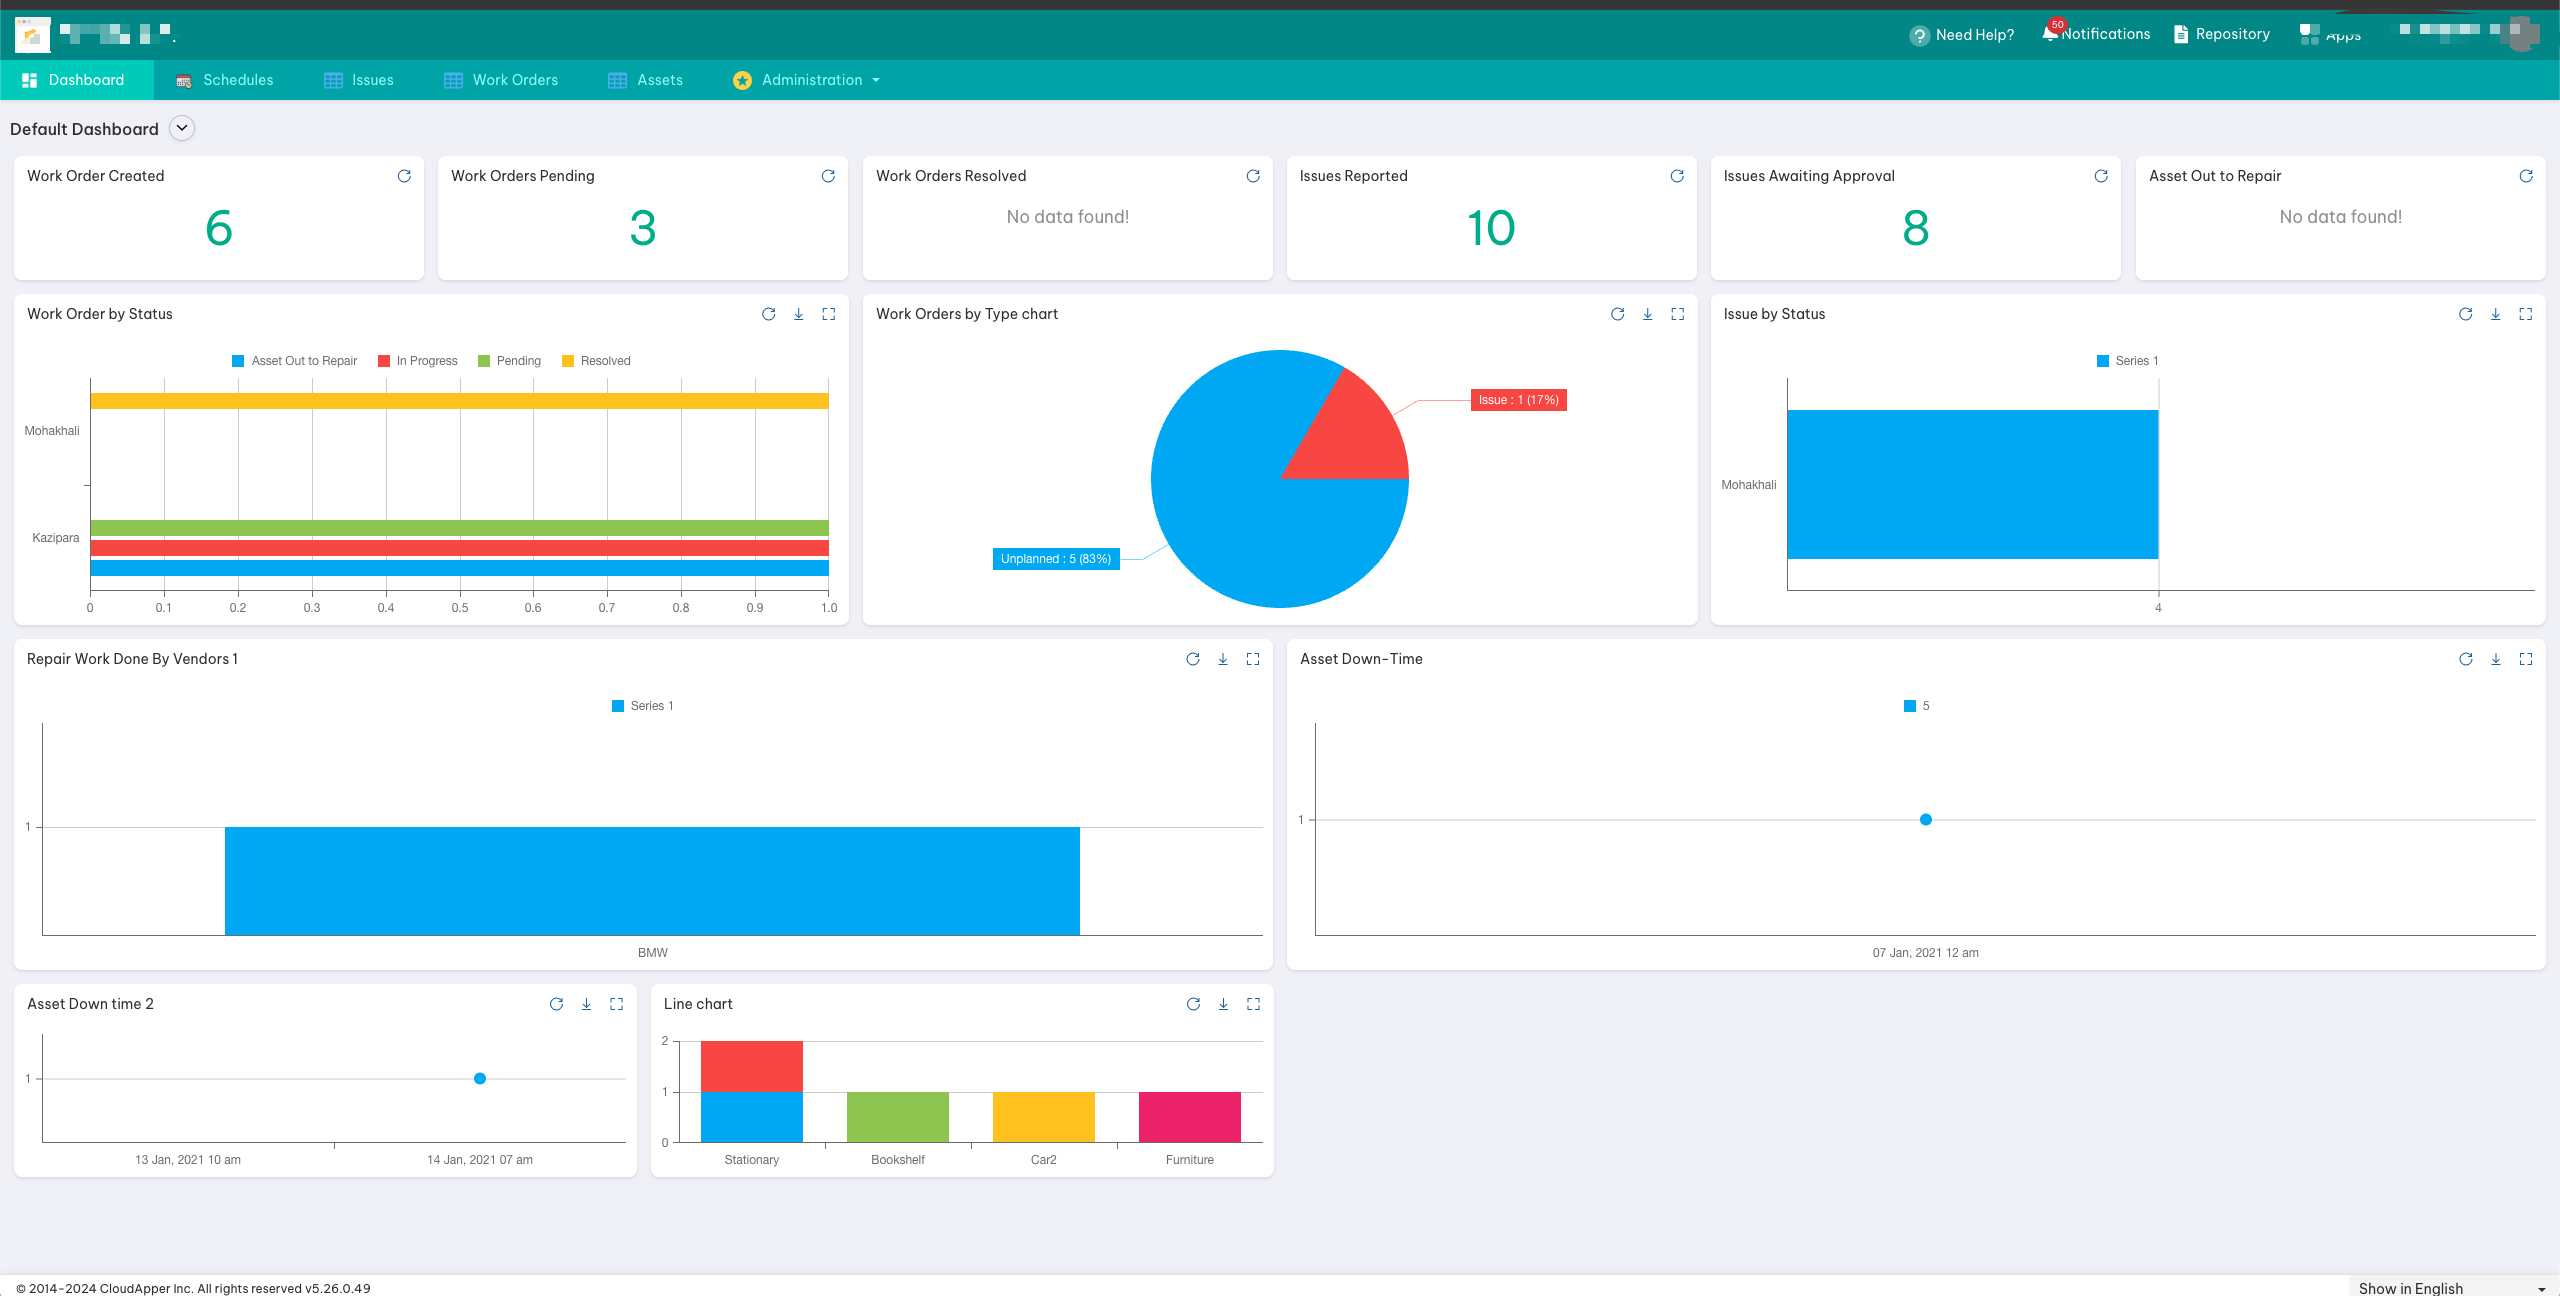 Need Help?
50
Notifications
Repository
Apps
Dashboard
Schedules
Issues
Work Orders
Assets
Administration
Default Dashboard
Work Order Created
6
Work Orders Pending
3
Work Orders Resolved
No data found!
Issues Reported
10
Issues Awaiting Approval
8
Asset Out to Repair
No data found!
Work Order by Status
Asset Out to Repair
In Progress
Pending
Resolved
Mohakhali
Kazipara
0 0.1 0.2 0.3 0.4 0.5 0.6 0.7 0.8 0.9 1.0
Work Orders by Type chart
Issue : 1 (17%)
Unplanned : 5 (83%)
Issue by Status
Series 1
Mohakhali
4
Repair Work Done By Vendors 1
Series 1
1
BMW
Asset Down-Time
5
1
07 Jan, 2021 12 am
Asset Down time 2
1
13 Jan, 2021 10 am
14 Jan, 2021 07 am
Line chart
2
1
0
Stationary
Bookshelf
Car2
Furniture
© 2014-2024 CloudApper Inc. All rights reserved v5.26.0.49
Show in English